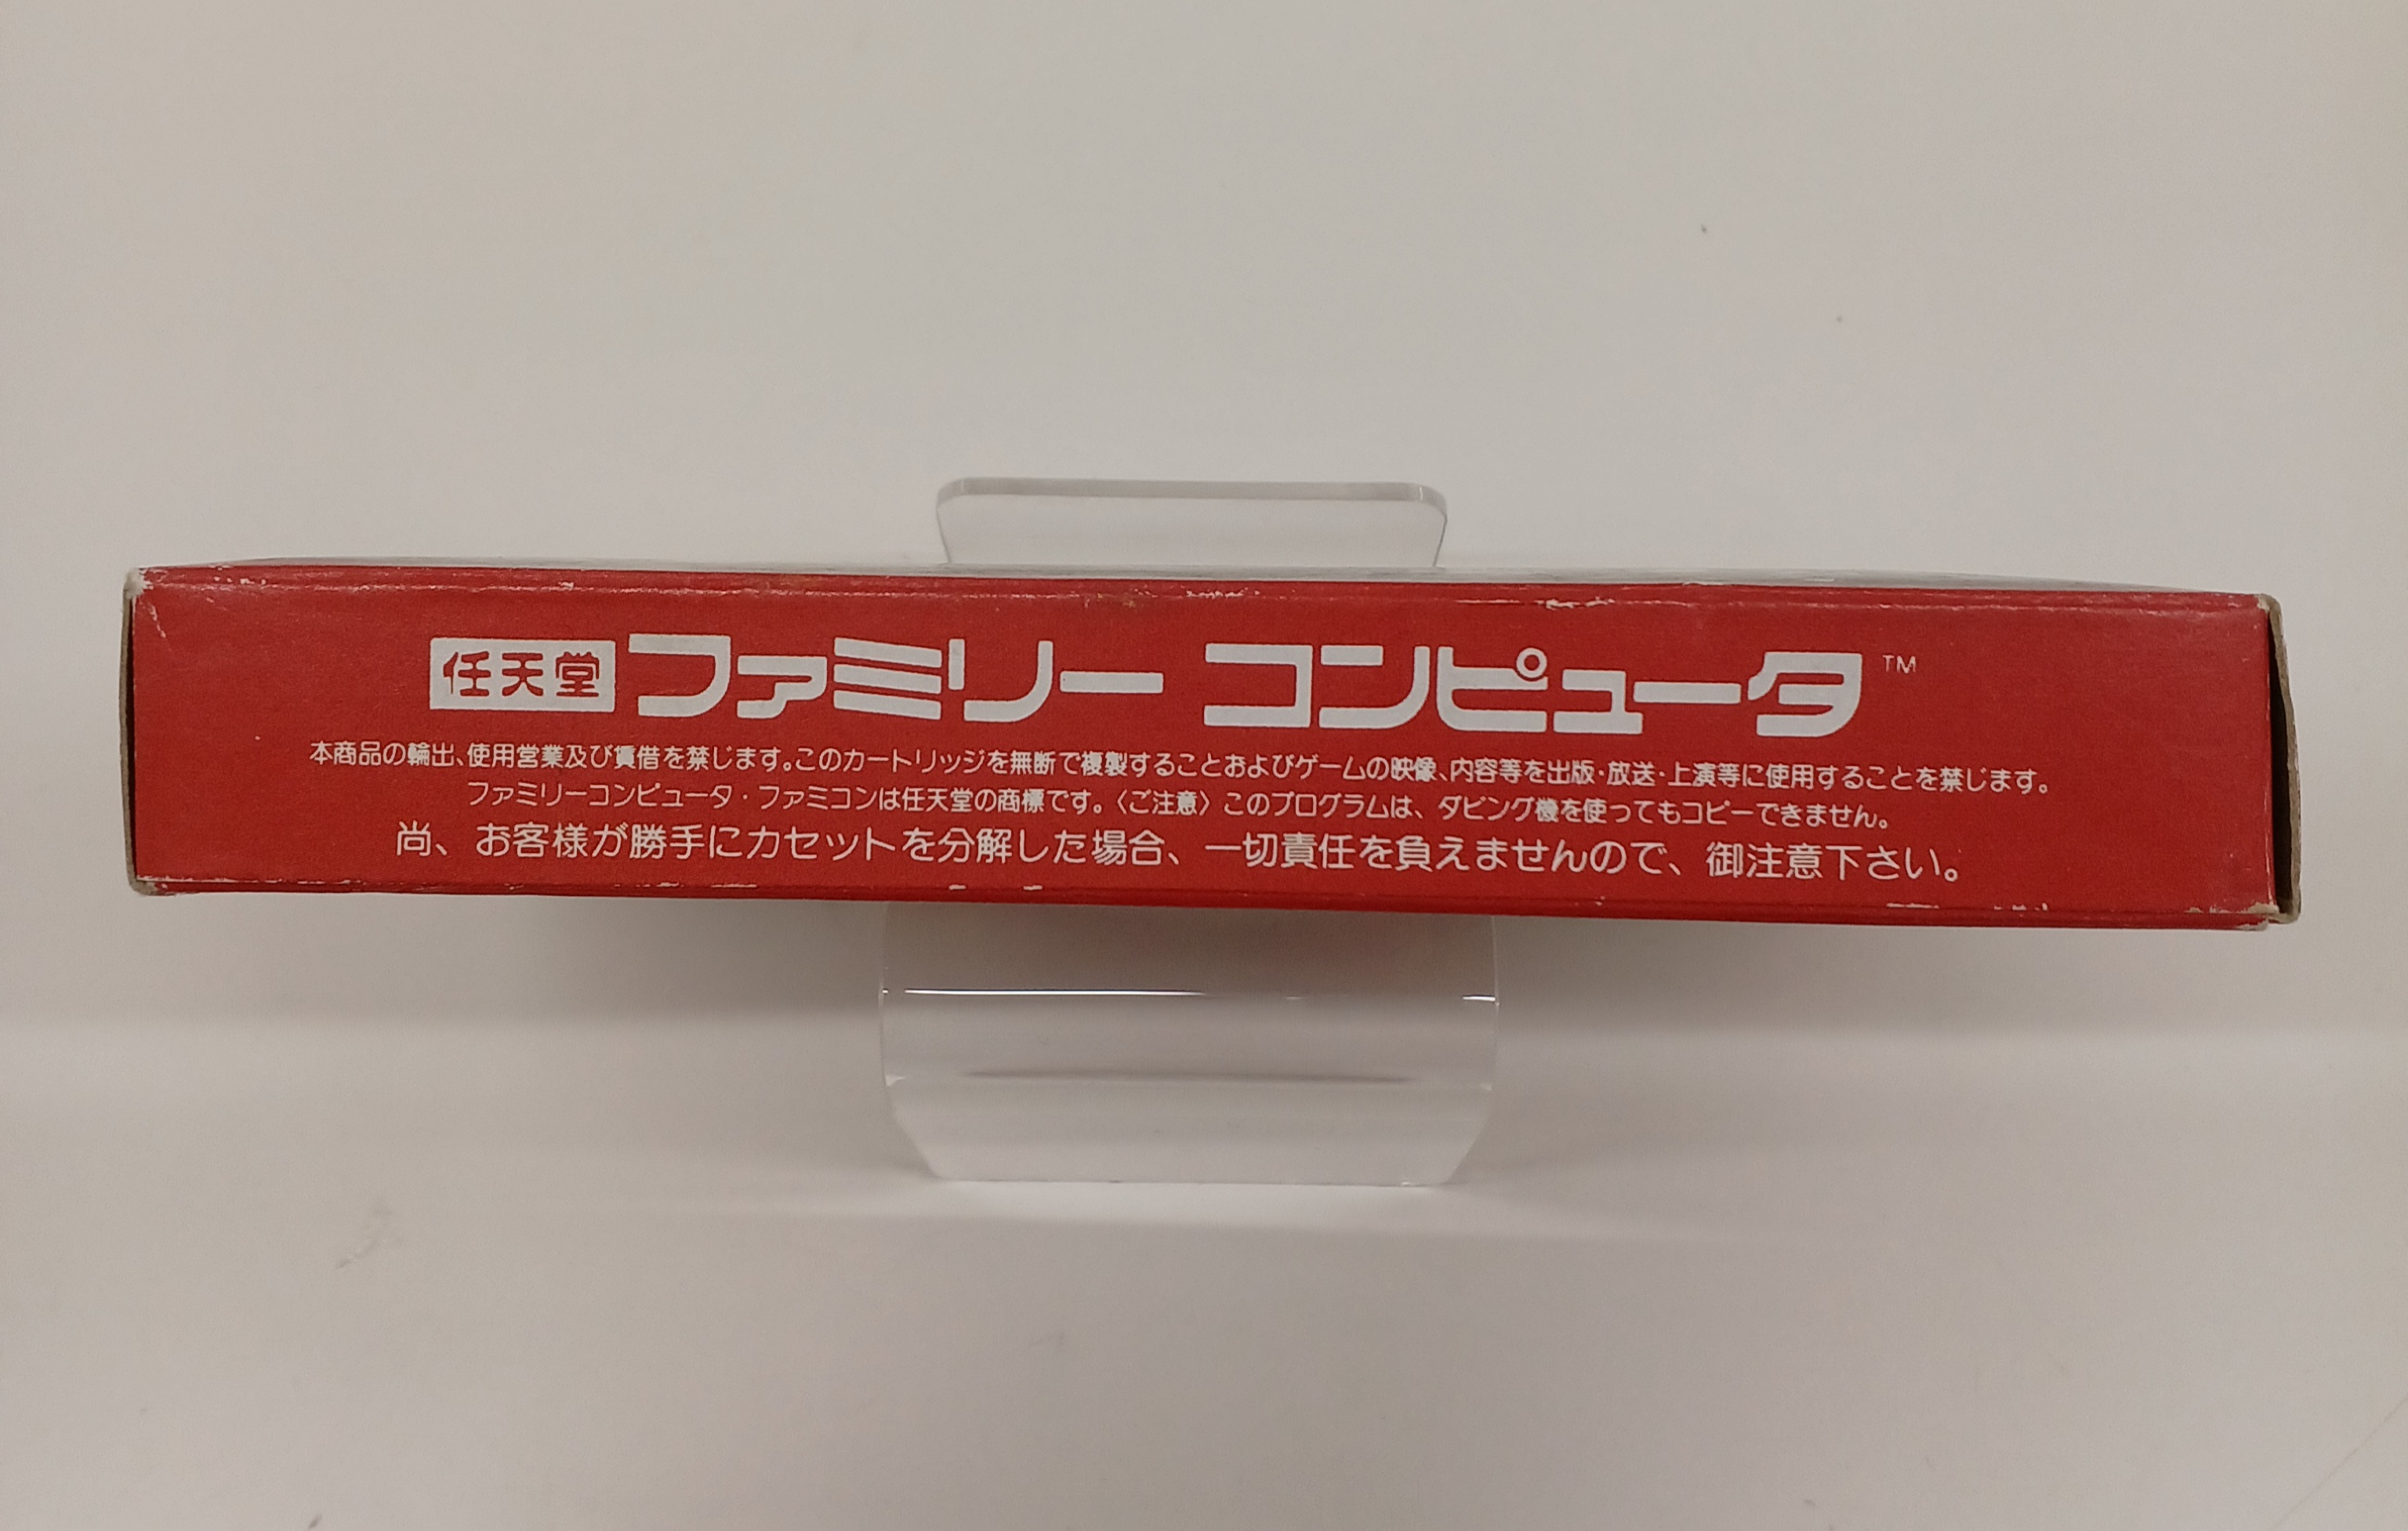 任天堂 ファミリー コンピュータ™
本商品の輸出、使用営業及び賃借を禁じます。このカートリッジを無断で複製することおよびゲームの映像、内容等を出版・放送・上演等に使用することを禁じます。
ファミリーコンピュータ・ファミコンは任天堂の商標です。〈ご注意〉このプログラムは、ダビング機を使ってもコピーできません。
尚、お客様が勝手にカセットを分解した場合、一切責任を負えませんので、御注意下さい。